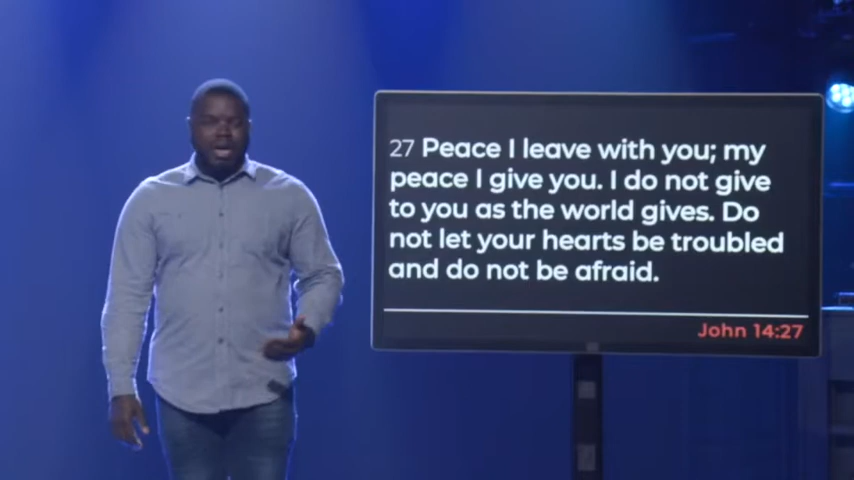 27 Peace I leave with you; my
peace I give you. I do not give
to you as the world gives. Do
not let your hearts be troubled
and do not be afraid.
John 14:27